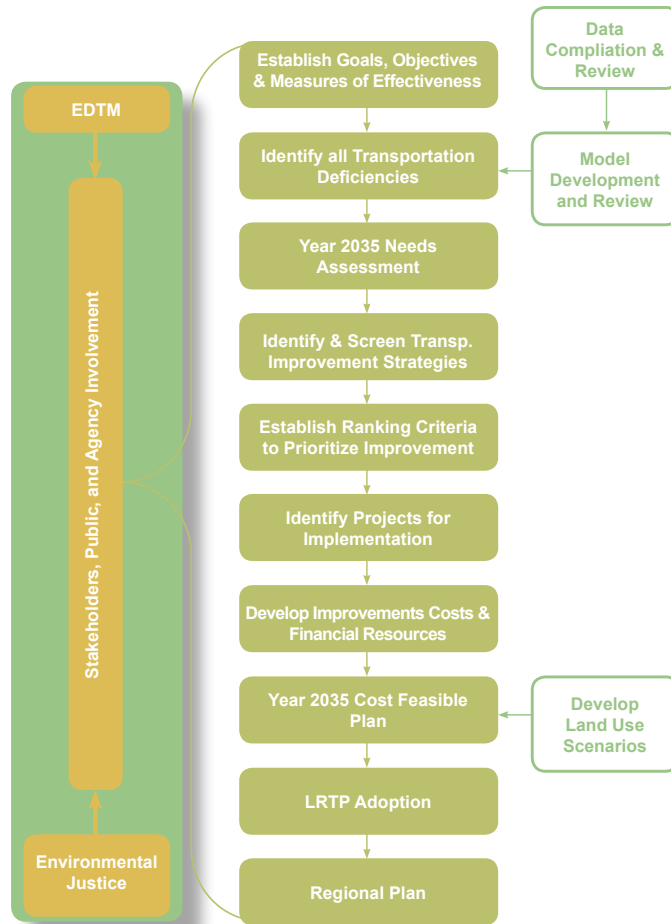 EDTM
Stakeholders, Public, and Agency Involvement
Environmental
Justice
Establish Goals, Objectives
& Measures of Effectiveness
Identify all Transportation
Deficiencies
Year 2035 Needs
Assessment
Identify & Screen Transp.
Improvement Strategies
Establish Ranking Criteria
to Prioritize Improvement
Identify Projects for
Implementation
Develop Improvements Costs &
Financial Resources
Year 2035 Cost Feasible
Plan
LRTP Adoption
Regional Plan
Data
Compliation &
Review
Model
Development
and Review
Develop
Land Use
Scenarios